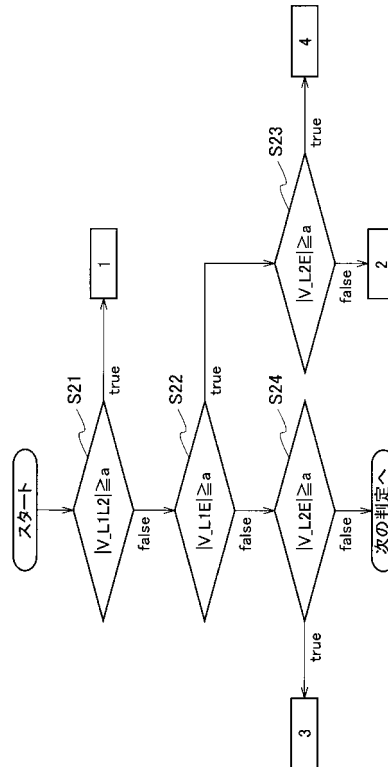 スタート
S21
|V_L1L2|≧a
true
1
false
S22
|V_L1E|≧a
true
false
S23
|V_L2E|≧a
true
4
false
2
S24
|V_L2E|≧a
true
3
false
次の判定へ